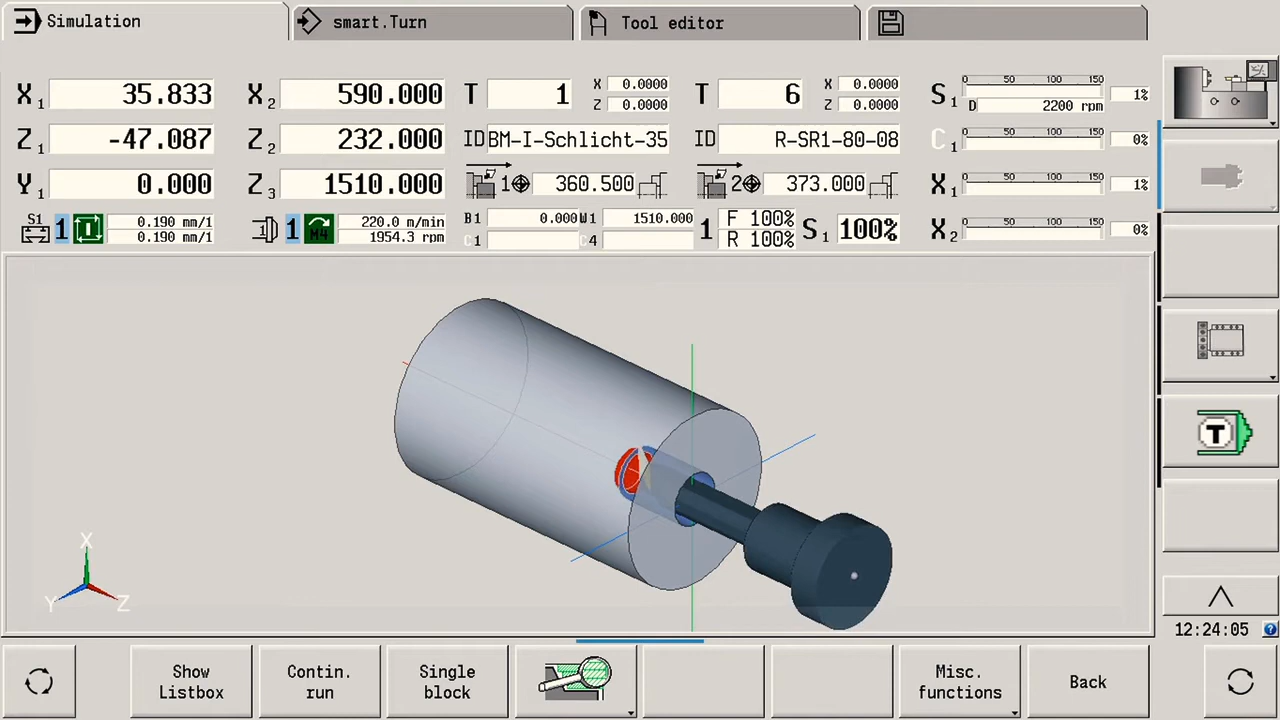 Simulation
smart.Turn
Tool editor
X1 35.833 X2 590.000 T 1 X 0.0000 Z 0.0000 T 6 X 0.0000 Z 0.0000 S1 0 50 100 150 D 2200 rpm 1%
Z1 -47.087 Z2 232.000 ID BM-I-Schlicht-35 ID R-SR1-80-08 C1 0 50 100 150 0%
Y1 0.000 Z3 1510.000 1 360.500 2 373.000 X1 0 50 100 150 1%
S1 1 0.190 mm/1 0.190 mm/1 1 M4 220.0 m/min 1954.3 rpm B1 0.000 W1 1510.000 C1 C4 1 F 100% R 100% S1 100% X2 0 50 100 150 0%
T
X
Y Z
12:24:05 ?
Show Listbox
Contin. run
Single block
Misc. functions
Back